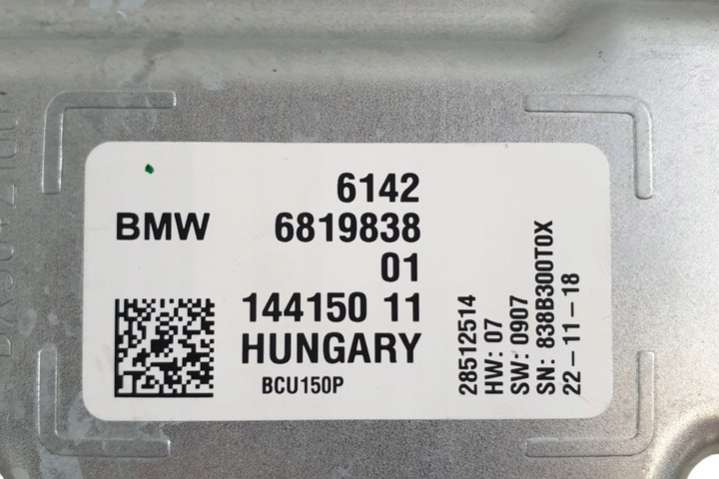 6142
BMW 6819838
01
144150 11
HUNGARY
BCU150P
28512514
HW: 07
SW: 0907
SN: 838B300T0X
22-11-18